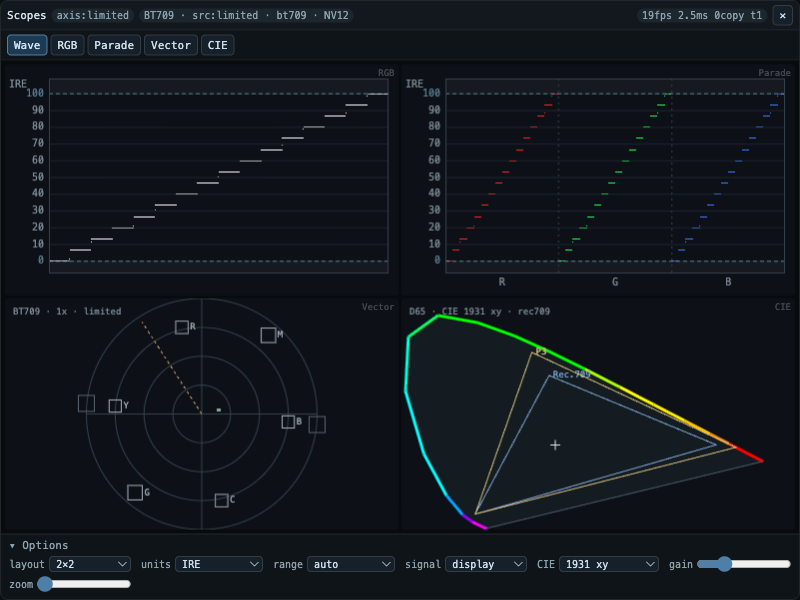 Scopes axis:limited BT709 · src:limited · bt709 · NV12 19fps 2.5ms 0copy t1 ×
Wave RGB Parade Vector CIE
RGB
IRE
100
90
80
70
60
50
40
30
20
10
0
Parade
IRE
100
90
80
70
60
50
40
30
20
10
0
R G B
Vector
BT709 · 1x · limited
R
M
Y
B
G
C
CIE
D65 · CIE 1931 xy · rec709
P3
Rec.709
▾ Options
layout 2×2 units IRE range auto signal display CIE 1931 xy gain
zoom